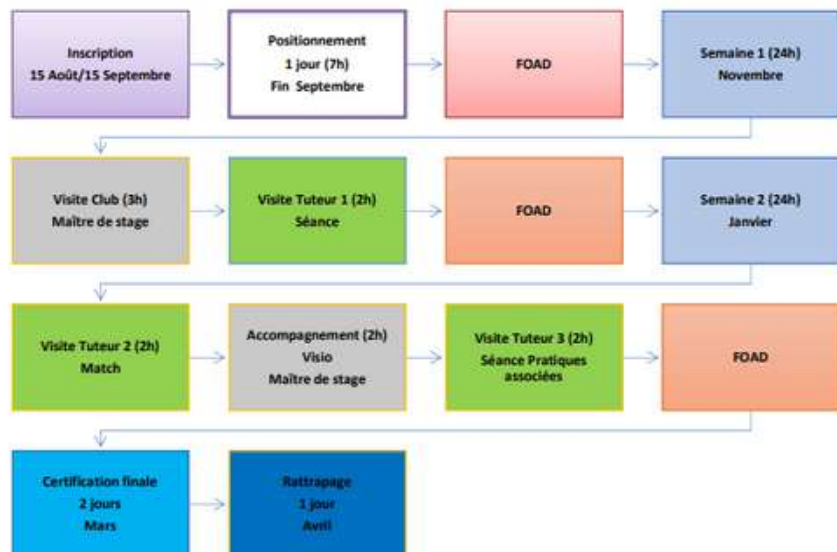 Inscription
15 Août/15 Septembre
Positionnement
1 jour (7h)
Fin Septembre
FOAD
Semaine 1 (24h)
Novembre
Visite Club (3h)
Maître de stage
Visite Tuteur 1 (2h)
Séance
FOAD
Semaine 2 (24h)
Janvier
Visite Tuteur 2 (2h)
Match
Accompagnement (2h)
Visio
Maître de stage
Visite Tuteur 3 (2h)
Séance Pratiques
associées
FOAD
Certification finale
2 jours
Mars
Rattrapage
1 jour
Avril